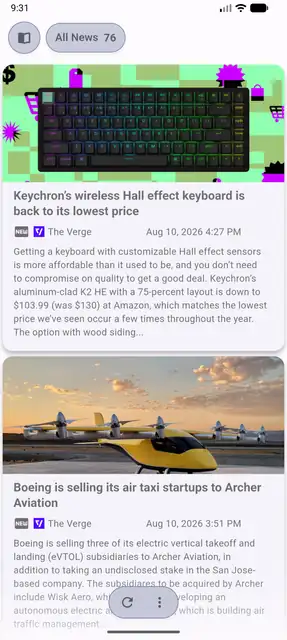 9:31
All News 76
Keychron's wireless Hall effect keyboard is
back to its lowest price
NEW The Verge Aug 10, 2026 4:27 PM
Getting a keyboard with customizable Hall effect sensors
is more affordable than it used to be, and you don't need
to compromise on quality to get a good deal. Keychron's
aluminum-clad K2 HE with a 75-percent layout is down to
$103.99 (was $130) at Amazon, which matches the lowest
price we've seen occur a few times throughout the year.
The option with wood siding...
Boeing is selling its air taxi startups to Archer
Aviation
NEW The Verge Aug 10, 2026 3:51 PM
Boeing is selling three of its electric vertical takeoff and
landing (eVTOL) subsidiaries to Archer Aviation, in
addition to taking an undisclosed stake in the San Jose-
based company. The subsidiaries to be acquired by Archer
include Wisk Aero, eveloping an
autonomous electric a which is building air
traffic management...